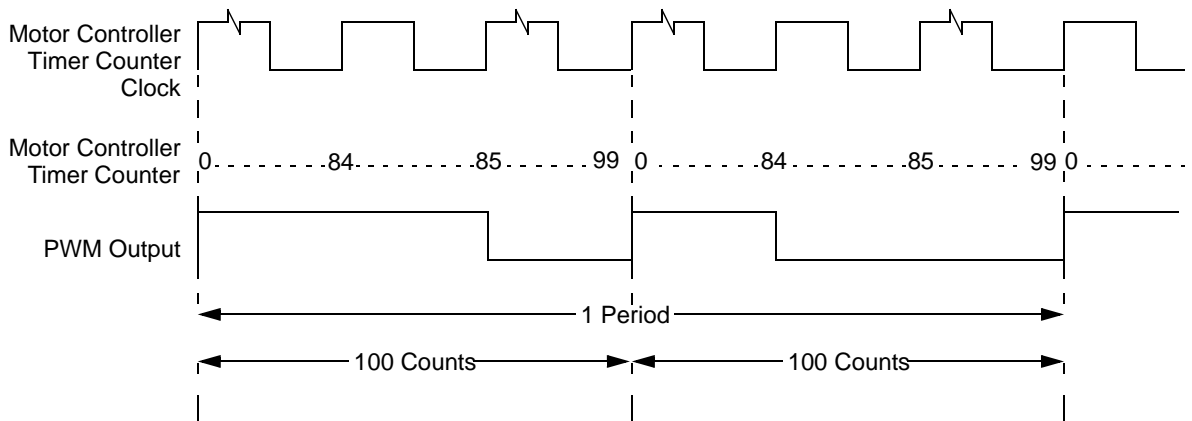 Motor Controller
Timer Counter
Clock
Motor Controller
Timer Counter
0 84 85 99 0 84 85 99 0
PWM Output
1 Period
100 Counts 100 Counts